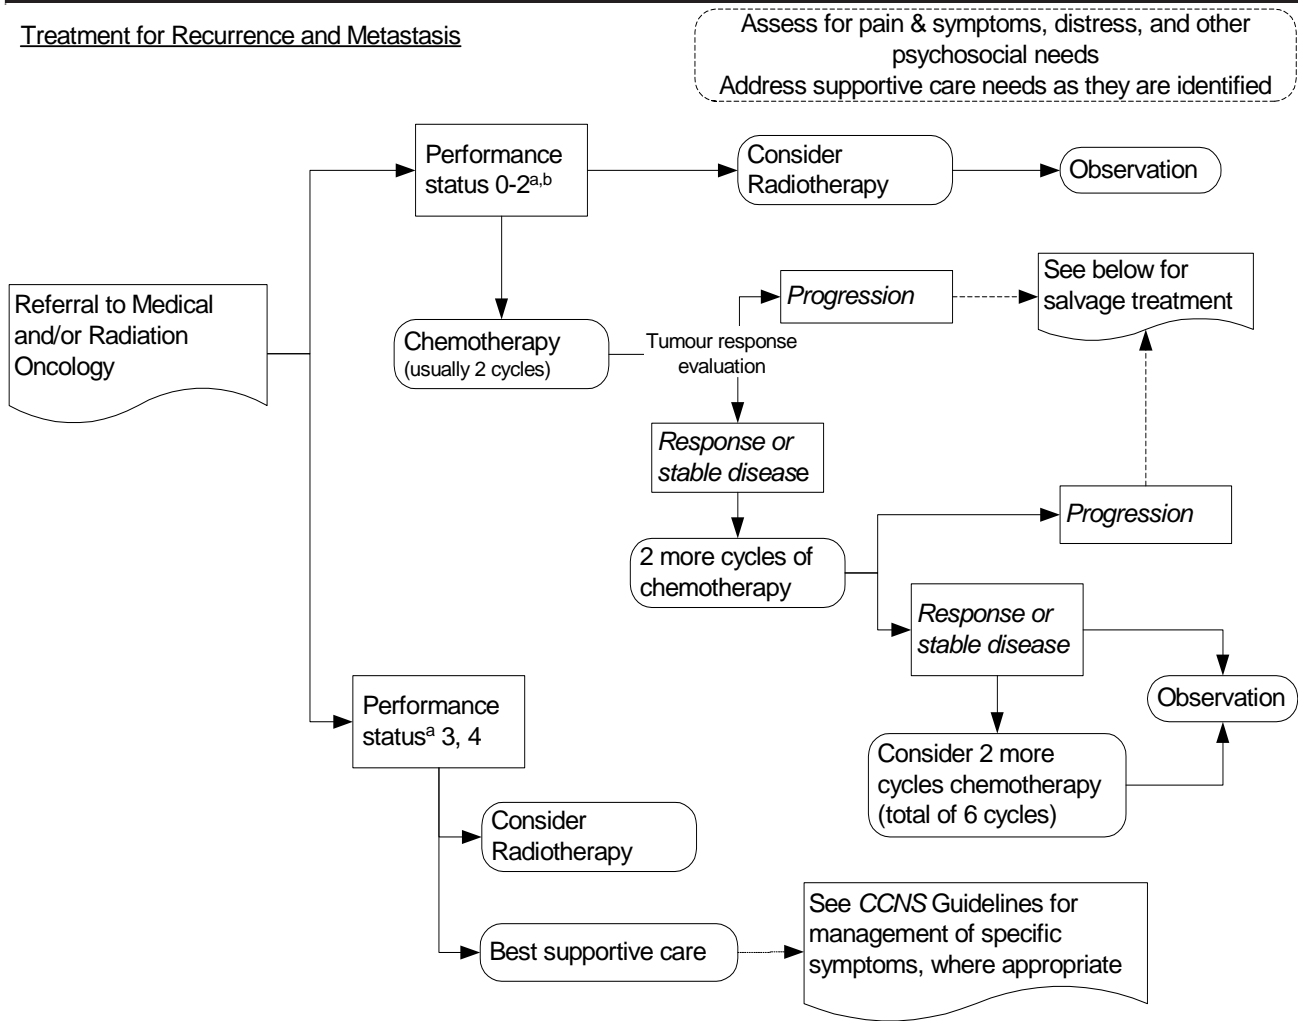 Treatment for Recurrence and Metastasis
Assess for pain & symptoms, distress, and other
psychosocial needs
Address supportive care needs as they are identified
Performance
status 0-2a,b
Consider
Radiotherapy
Observation
Referral to Medical
and/or Radiation
Oncology
Chemotherapy
(usually 2 cycles)
Tumour response
evaluation
Progression
See below for
salvage treatment
Response or
stable disease
2 more cycles of
chemotherapy
Progression
Response or
stable disease
Observation
Consider 2 more
cycles chemotherapy
(total of 6 cycles)
Performance
statusa 3, 4
Consider
Radiotherapy
Best supportive care
See CCNS Guidelines for
management of specific
symptoms, where appropriate